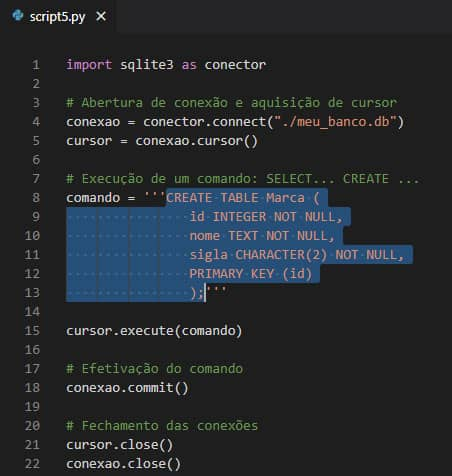 script5.py
1 import sqlite3 as conector
2
3 # Abertura de conexão e aquisição de cursor
4 conexao = conector.connect("./meu_banco.db")
5 cursor = conexao.cursor()
6
7 # Execução de um comando: SELECT... CREATE ...
8 comando = '''CREATE TABLE Marca (
9 id INTEGER NOT NULL,
10 nome TEXT NOT NULL,
11 sigla CHARACTER(2) NOT NULL,
12 PRIMARY KEY (id)
13 );'''
14
15 cursor.execute(comando)
16
17 # Efetivação do comando
18 conexao.commit()
19
20 # Fechamento das conexões
21 cursor.close()
22 conexao.close()